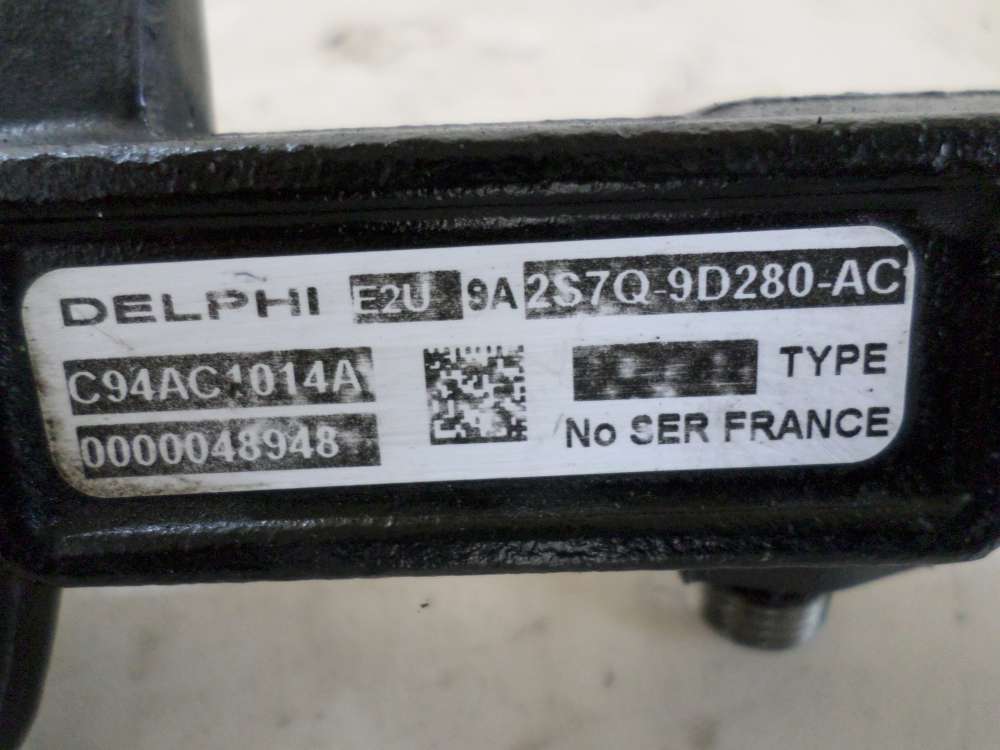 DELPHI E2U 9A 2S7Q-9D280-AC
C94AC1014A TYPE
0000048948 No SER FRANCE